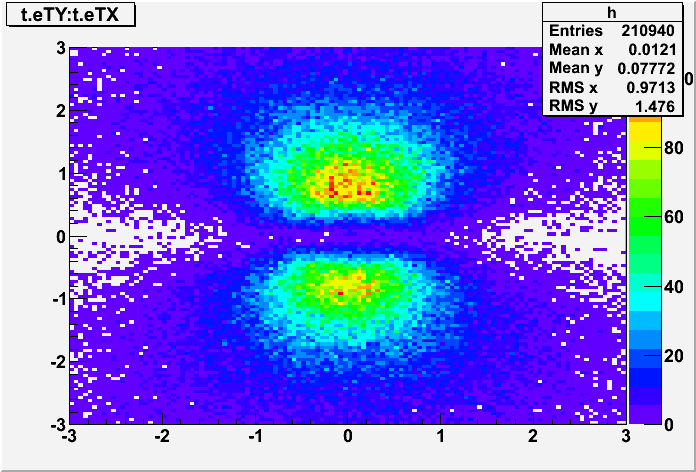 t.eTY:t.eTX
h
Entries 210940
Mean x 0.0121
Mean y 0.07772
RMS x 0.9713
RMS y 1.476
3
2
1
0
-1
-2
-3
-3 -2 -1 0 1 2 3
0
80
60
40
20
0